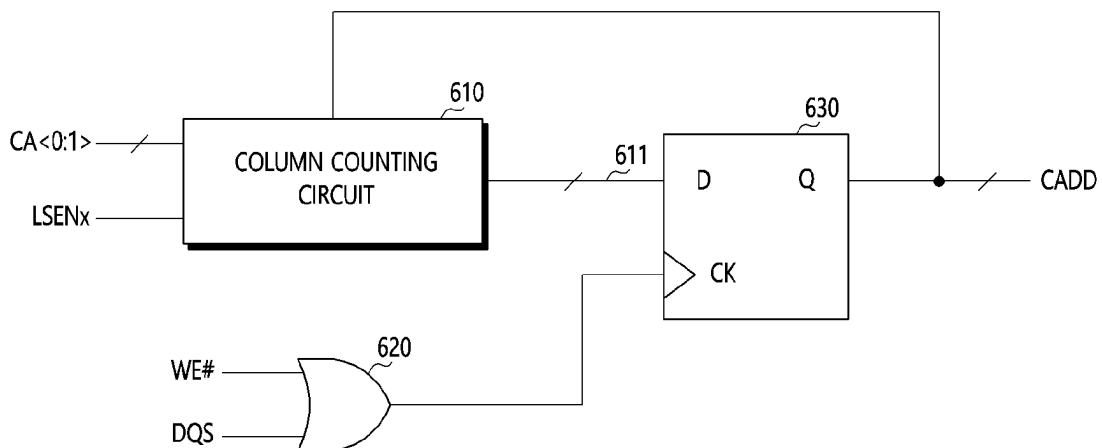 610
CA<0:1>
COLUMN COUNTING
CIRCUIT
LSENx
611
630
D
Q
CK
CADD
620
WE#
DQS